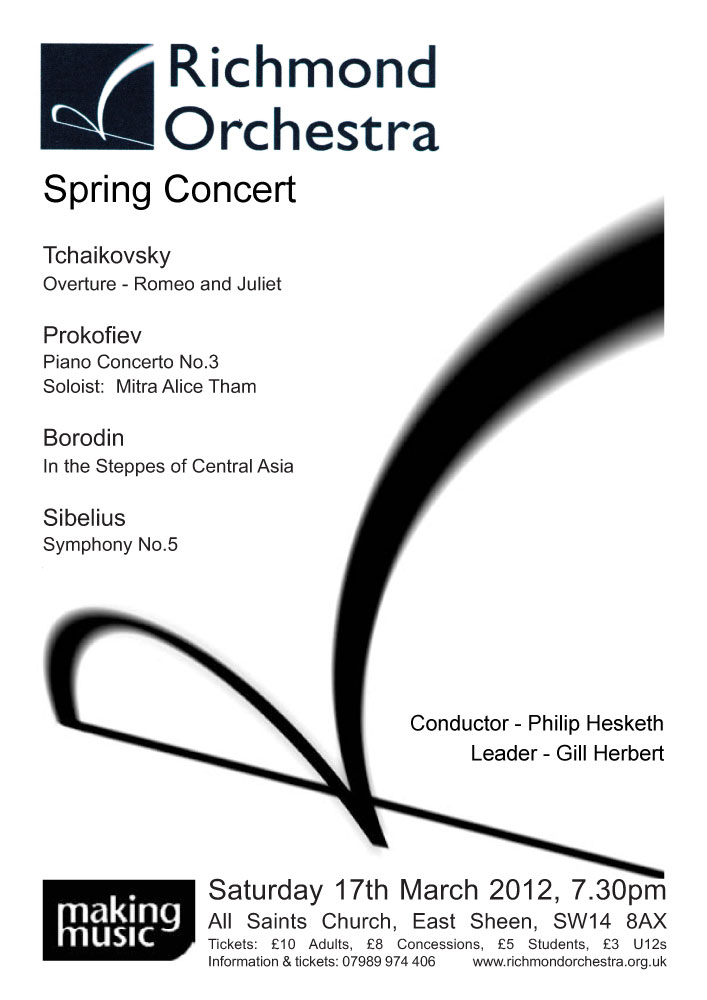 Richmond
Orchestra
Spring Concert
Tchaikovsky
Overture - Romeo and Juliet
Prokofiev
Piano Concerto No.3
Soloist: Mitra Alice Tham
Borodin
In the Steppes of Central Asia
Sibelius
Symphony No.5
Conductor - Philip Hesketh
Leader - Gill Herbert
making
music
Saturday 17th March 2012, 7.30pm
All Saints Church, East Sheen, SW14 8AX
Tickets: £10 Adults, £8 Concessions, £5 Students, £3 U12s
Information & tickets: 07989 974 406 www.richmondorchestra.org.uk